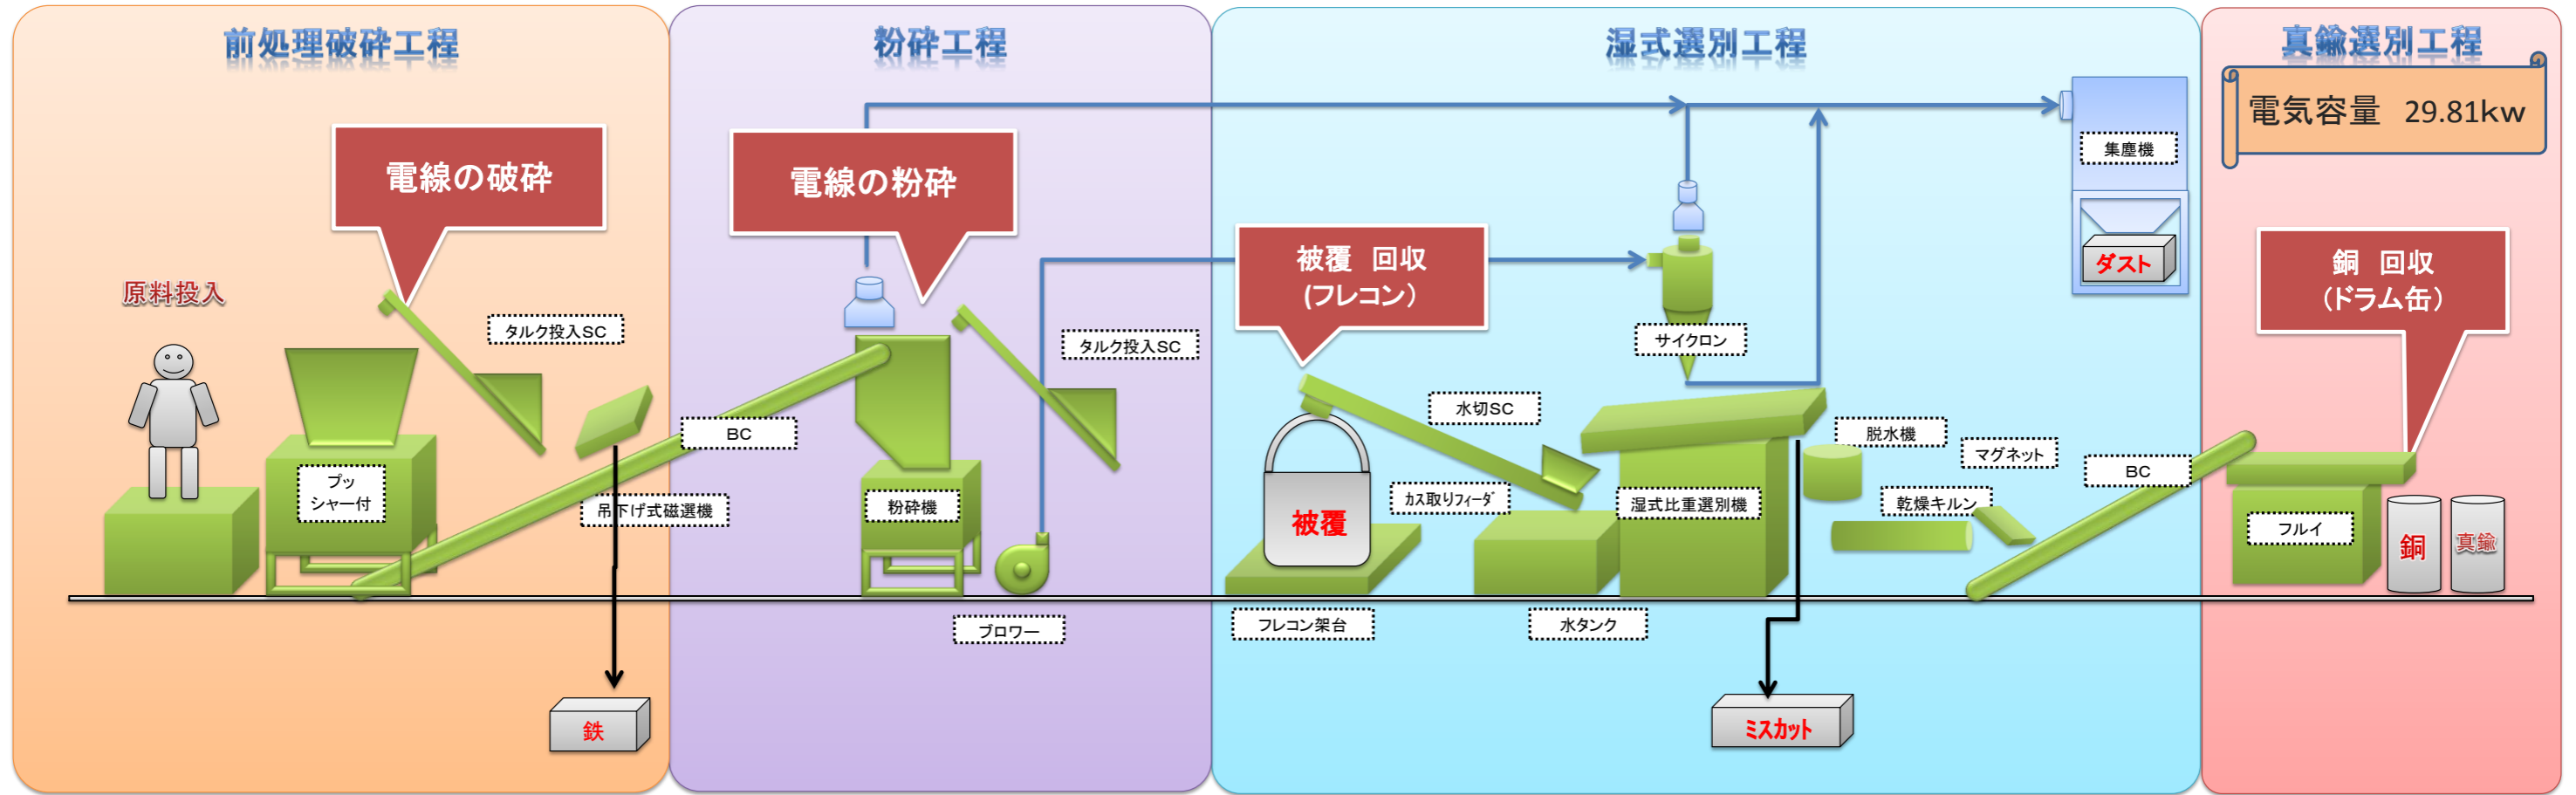 前処理破砕工程
粉砕工程
湿式選別工程
真鍮選別工程
電気容量 29.81kw
電線の破砕
電線の粉砕
集塵機
ダスト
被覆 回収
(フレコン)
銅 回収
(ドラム缶)
原料投入
タルク投入SC
タルク投入SC
サイクロン
水切SC
BC
脱水機
マグネット
BC
プッ
シャー付
吊下げ式磁選機
粉砕機
被覆
カス取りフィーダ
湿式比重選別機
乾燥キルン
フルイ
銅
真鍮
ブロワー
フレコン架台
水タンク
鉄
ミスカット